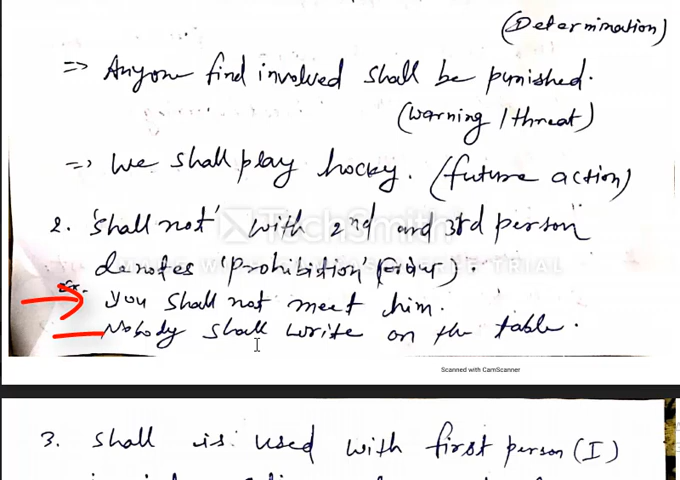 (Determination)
=> Anyone find involved shall be punished.
(Warning / threat)
=> We shall play hocky. (future action)
2. 'Shall not' with 2nd and 3rd person
TechSmith
denotes 'prohibition'
Ex.
You shall not meet him.
Nobody shall write on the table.
Scanned with CamScanner
3. Shall is used with first person (I)